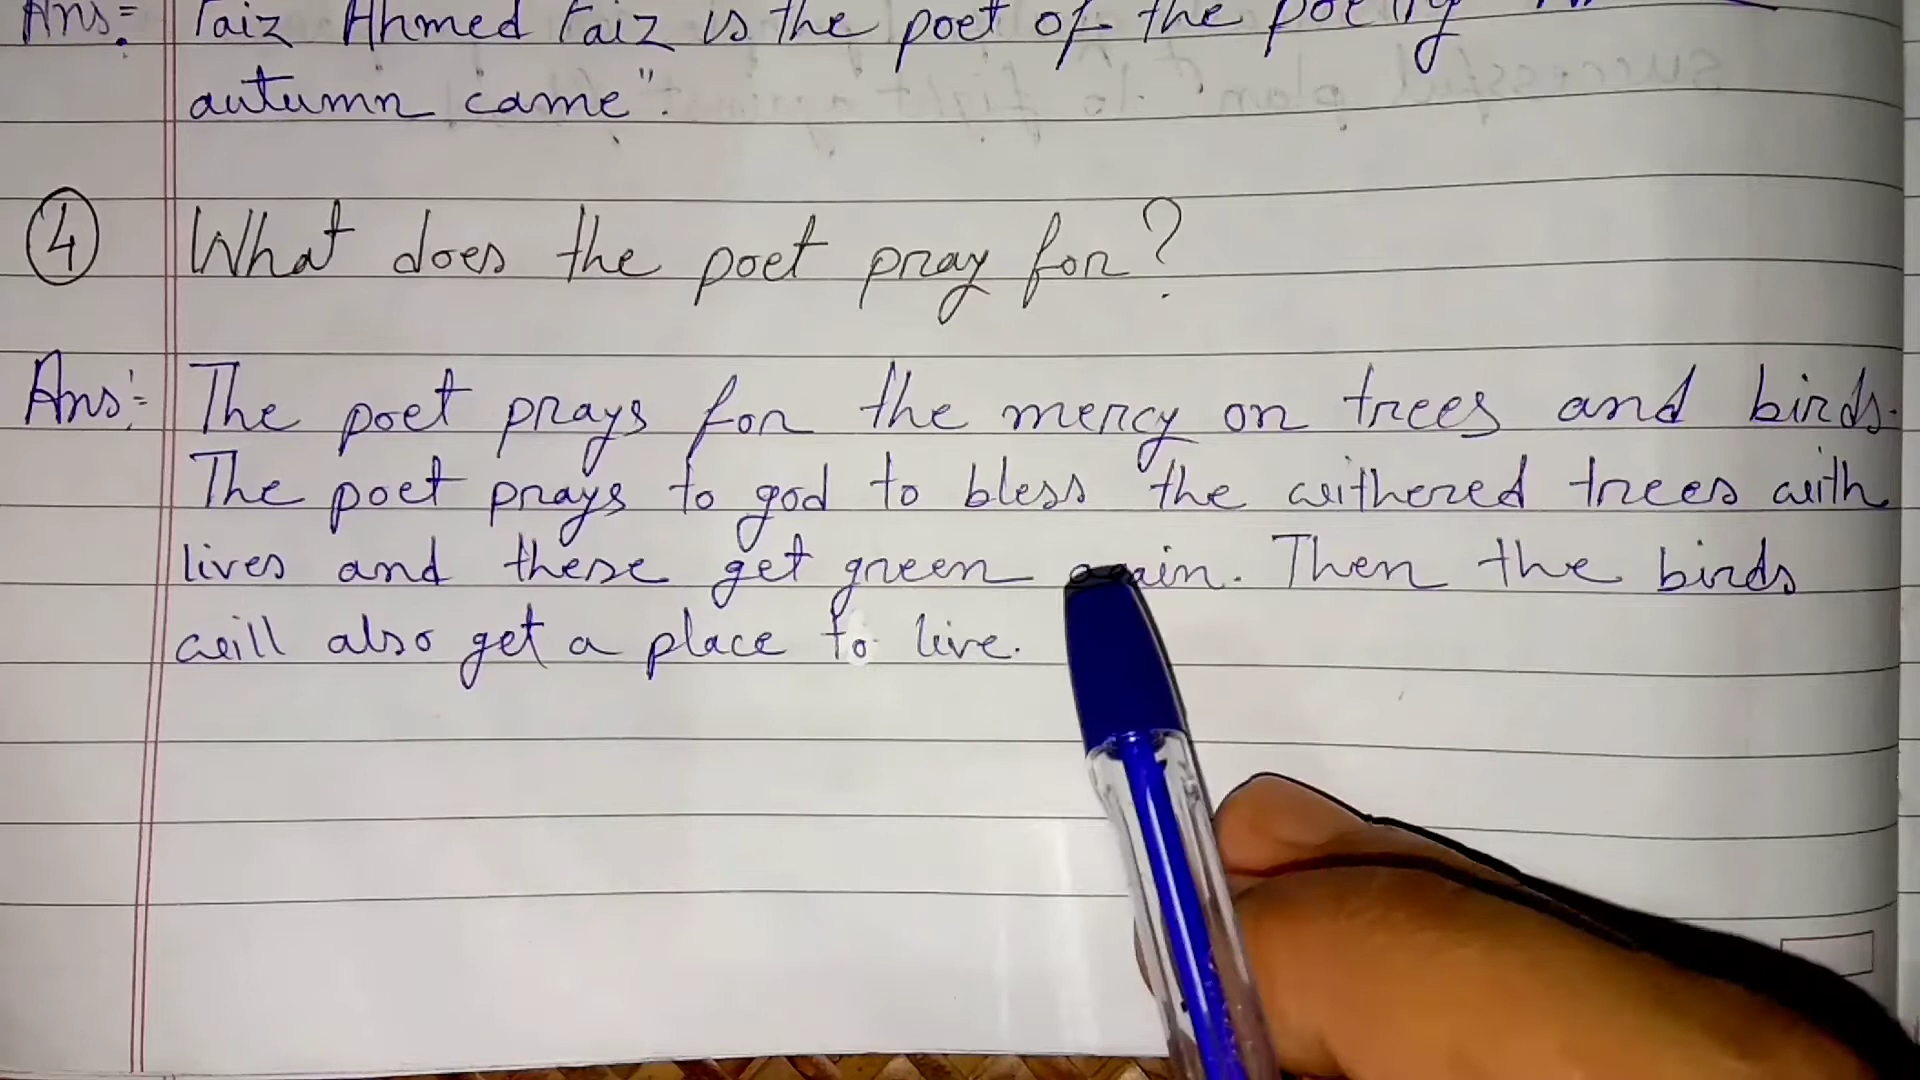 Ans:- Faiz Ahmed Faiz is the poet of the poetry
autumn came".
④ What does the poet pray for?
Ans:- The poet prays for the mercy on trees and birds.
The poet prays to god to bless the withered trees with
lives and these get green again. Then the birds
will also get a place to live.